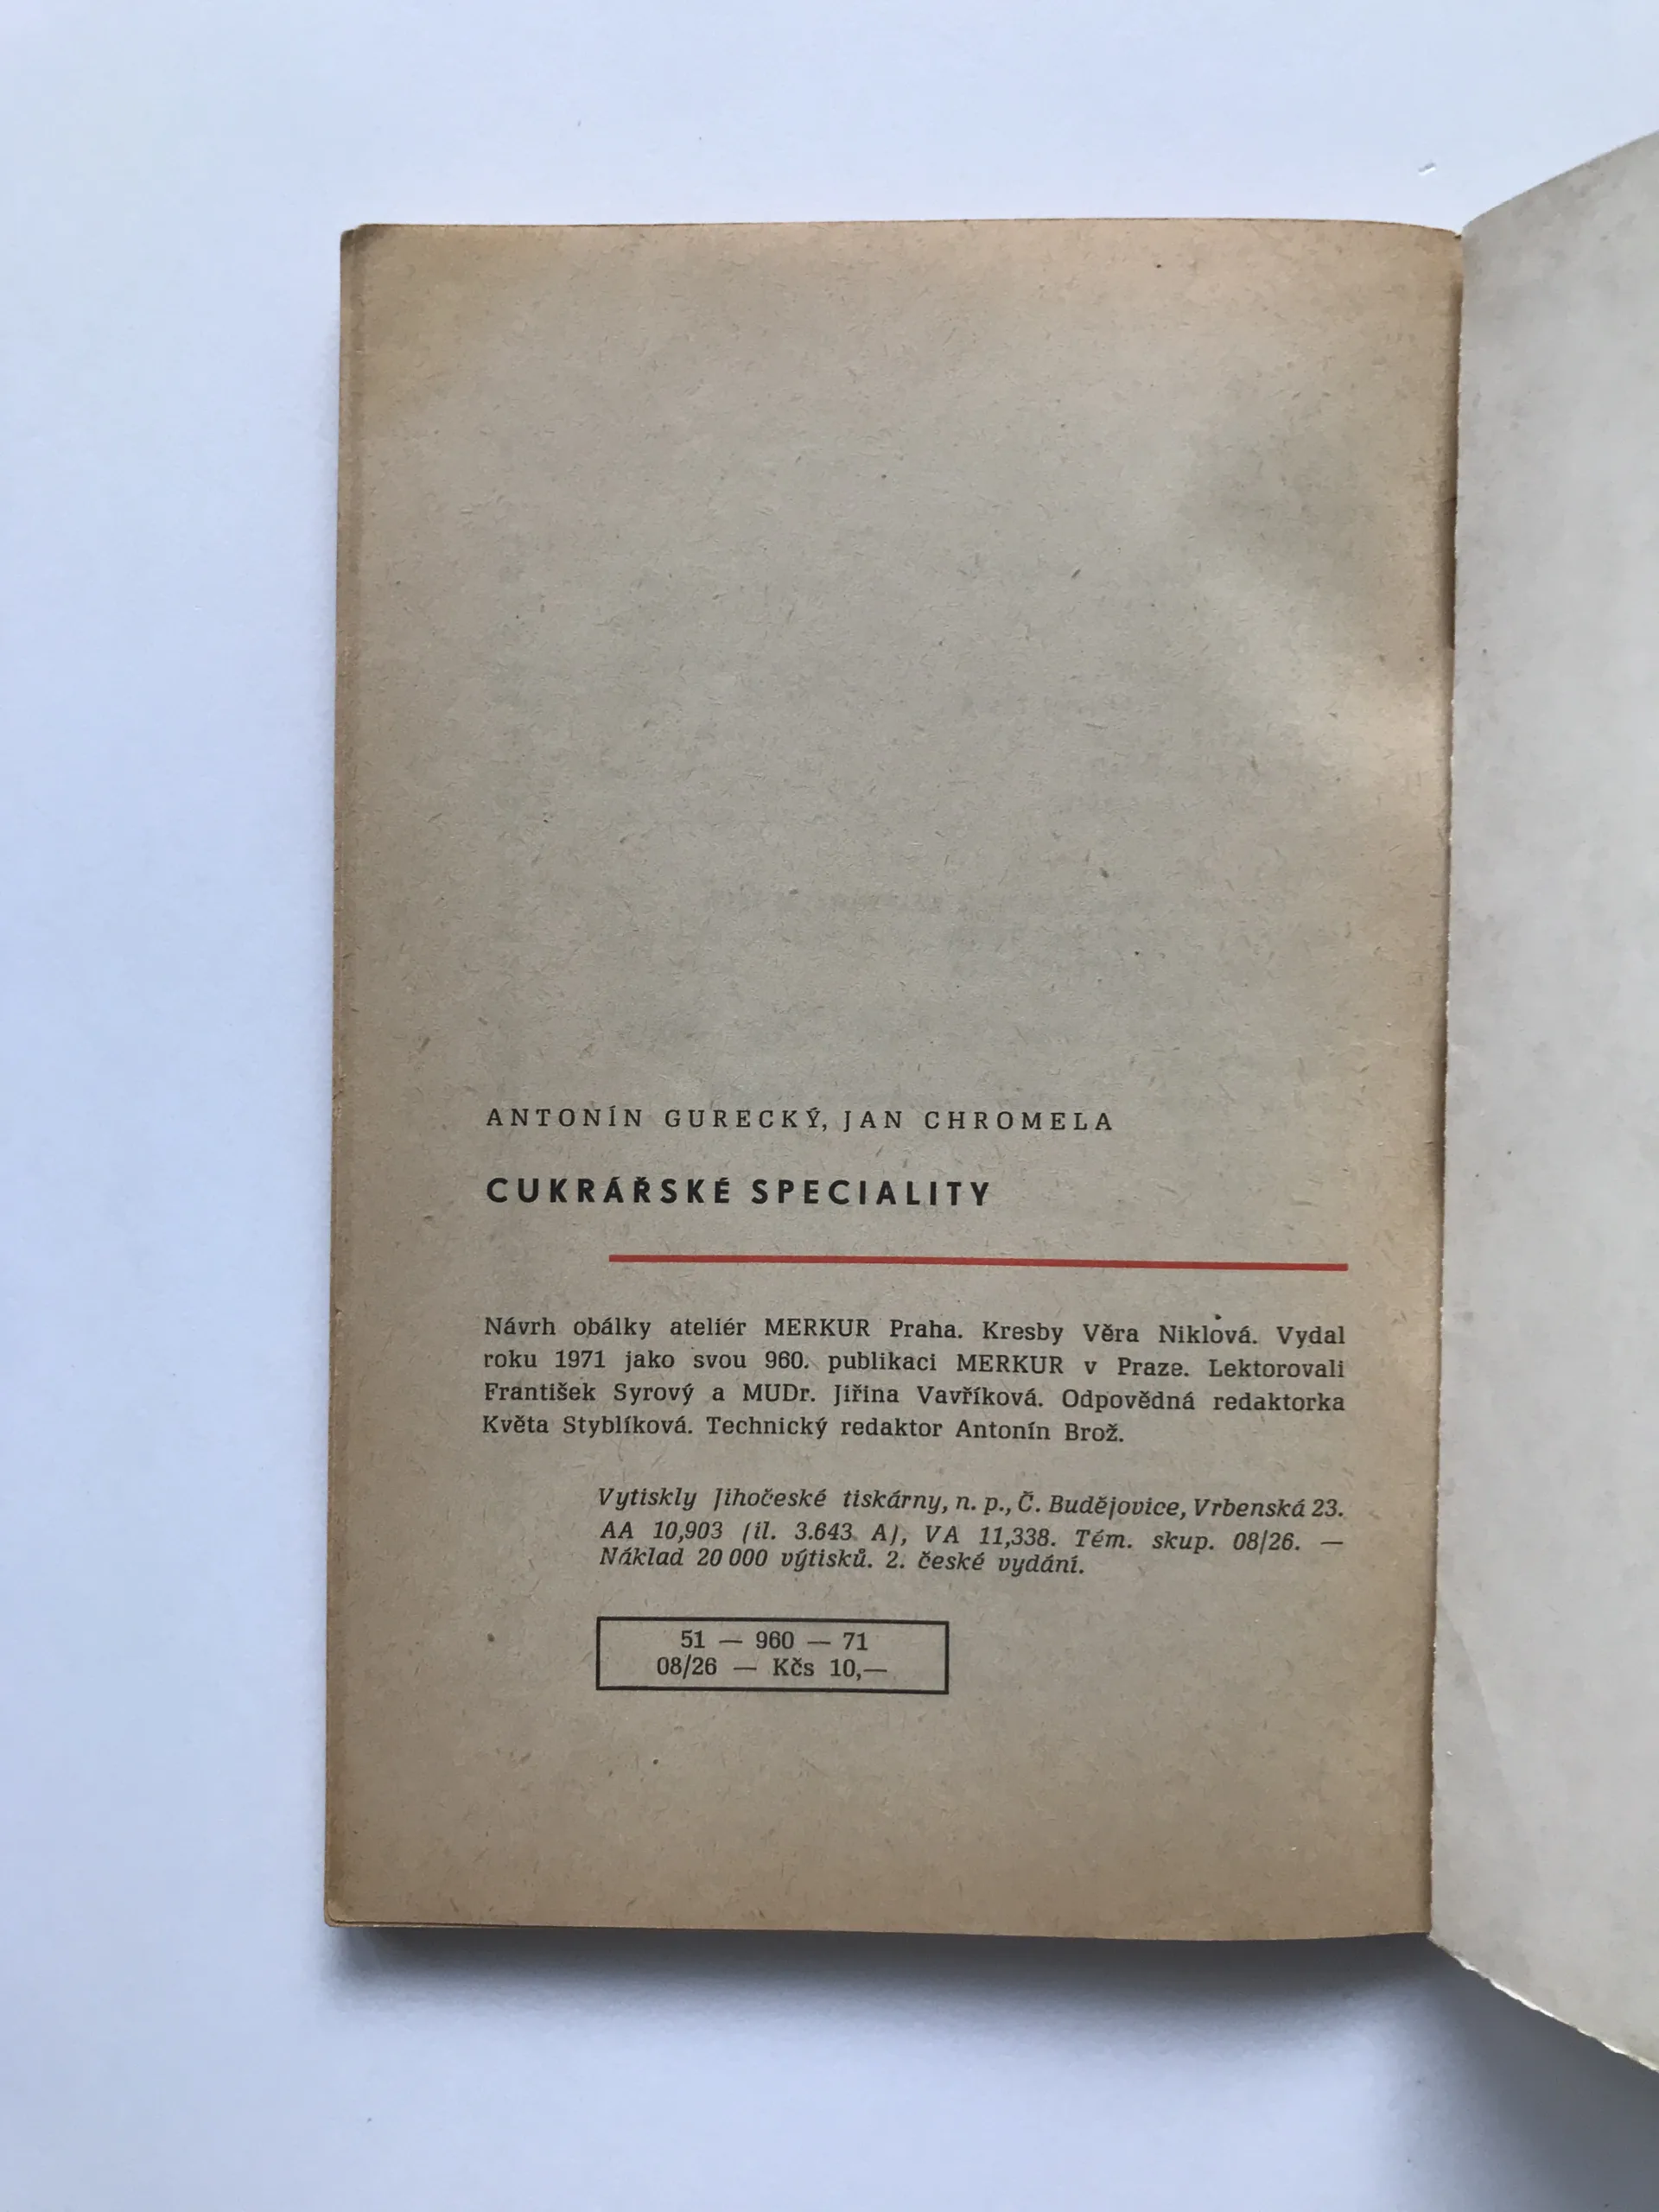 ANTONÍN GURECKÝ, JAN CHROMELA
CUKRÁŘSKÉ SPECIALITY
Návrh obálky ateliér MERKUR Praha. Kresby Věra Niklová. Vydal
roku 1971 jako svou 960. publikaci MERKUR v Praze. Lektorovali
František Syrový a MUDr. Jiřina Vavříková. Odpovědná redaktorka
Květa Styblíková. Technický redaktor Antonín Brož.
Vytiskly Jihočeské tiskárny, n. p., Č. Budějovice, Vrbenská 23.
AA 10,903 (il. 3.643 A), VA 11,338. Tém. skup. 08/26. —
Náklad 20 000 výtisků. 2. české vydání.
51 — 960 — 71
08/26 — Kčs 10,—